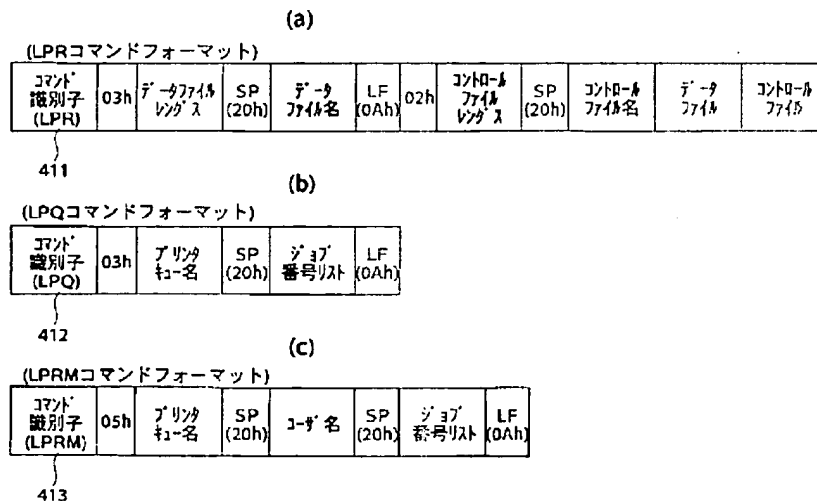 (a)
(LPRコマンドフォーマット)
コマンド
識別子
(LPR)
03h
データファイル
レングス
SP
(20h)
データ
ファイル名
LF
(0Ah)
02h
コントロール
ファイル
レングス
SP
(20h)
コントロール
ファイル名
データ
ファイル
コントロール
ファイル
411
(b)
(LPQコマンドフォーマット)
コマンド
識別子
(LPQ)
03h
プリンタ
キュー名
SP
(20h)
ジョブ
番号リスト
LF
(0Ah)
412
(c)
(LPRMコマンドフォーマット)
コマンド
識別子
(LPRM)
05h
プリンタ
キュー名
SP
(20h)
ユーザ名
SP
(20h)
ジョブ
番号リスト
LF
(0Ah)
413